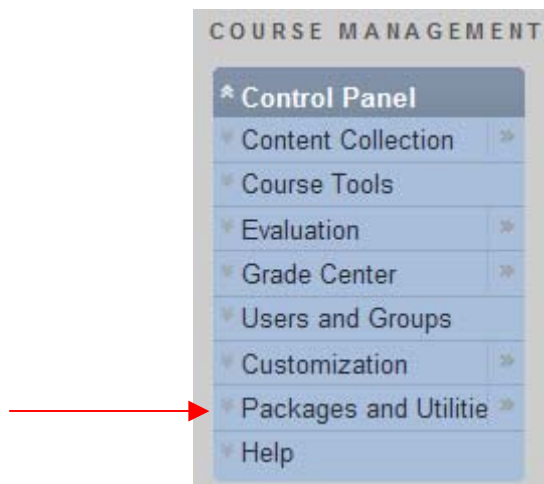 COURSE MANAGEMENT
Control Panel
Content Collection
Course Tools
Evaluation
Grade Center
Users and Groups
Customization
Packages and Utilitie
Help